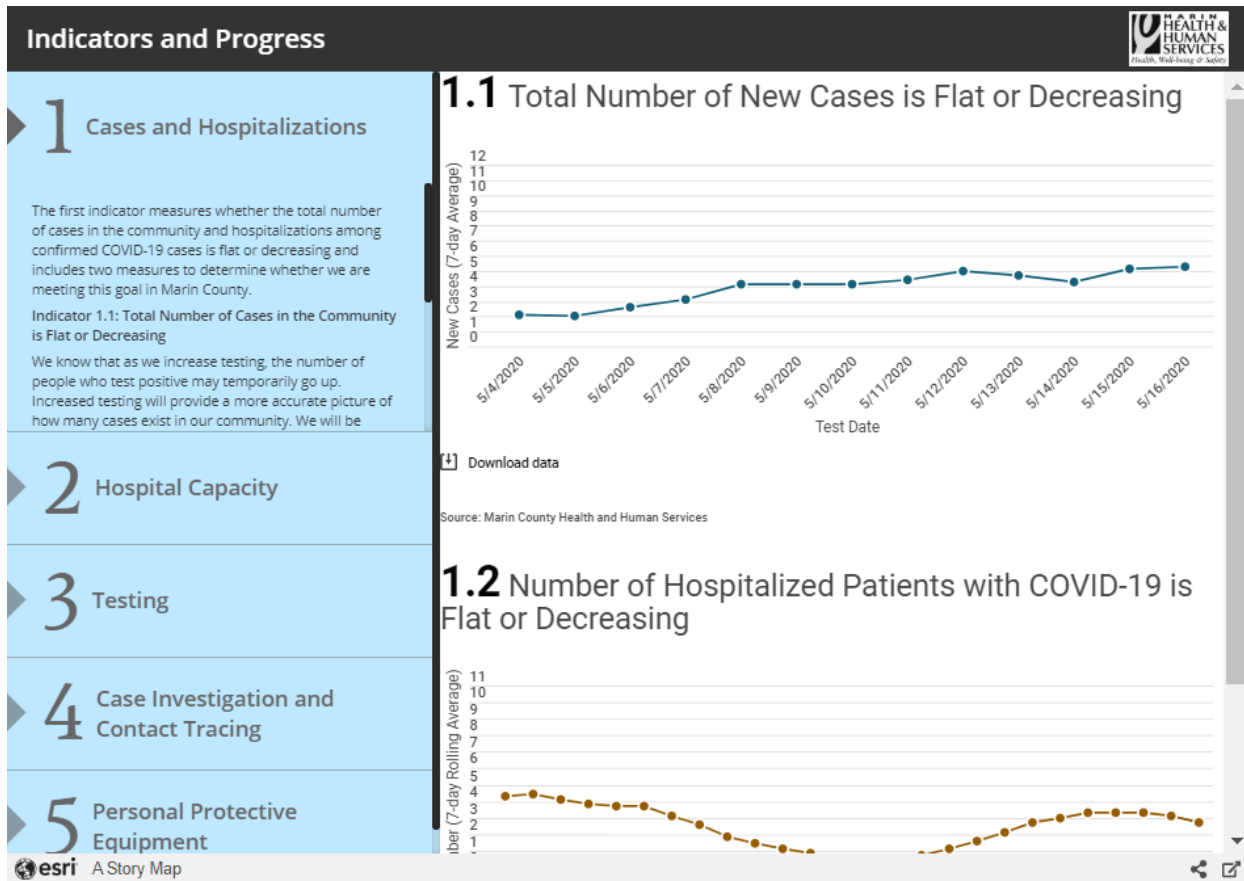 Indicators and Progress
MARIN
HEALTH &
HUMAN
SERVICES
Health, Well-being & Safety
1 Cases and Hospitalizations
The first indicator measures whether the total number
of cases in the community and hospitalizations among
confirmed COVID-19 cases is flat or decreasing and
includes two measures to determine whether we are
meeting this goal in Marin County.
Indicator 1.1: Total Number of Cases in the Community
is Flat or Decreasing
We know that as we increase testing, the number of
people who test positive may temporarily go up.
Increased testing will provide a more accurate picture of
how many cases exist in our community. We will be
2 Hospital Capacity
3 Testing
4 Case Investigation and
Contact Tracing
5 Personal Protective
Equipment
1.1 Total Number of New Cases is Flat or Decreasing
New Cases (7-day Average)
12
11
10
9
8
7
6
5
4
3
2
1
0
5/4/2020
5/5/2020
5/6/2020
5/7/2020
5/8/2020
5/9/2020
5/10/2020
5/11/2020
5/12/2020
5/13/2020
5/14/2020
5/15/2020
5/16/2020
Test Date
Download data
Source: Marin County Health and Human Services
1.2 Number of Hospitalized Patients with COVID-19 is
Flat or Decreasing
(7-day Rolling Average)
11
10
9
8
7
6
5
4
3
2
1
esri A Story Map